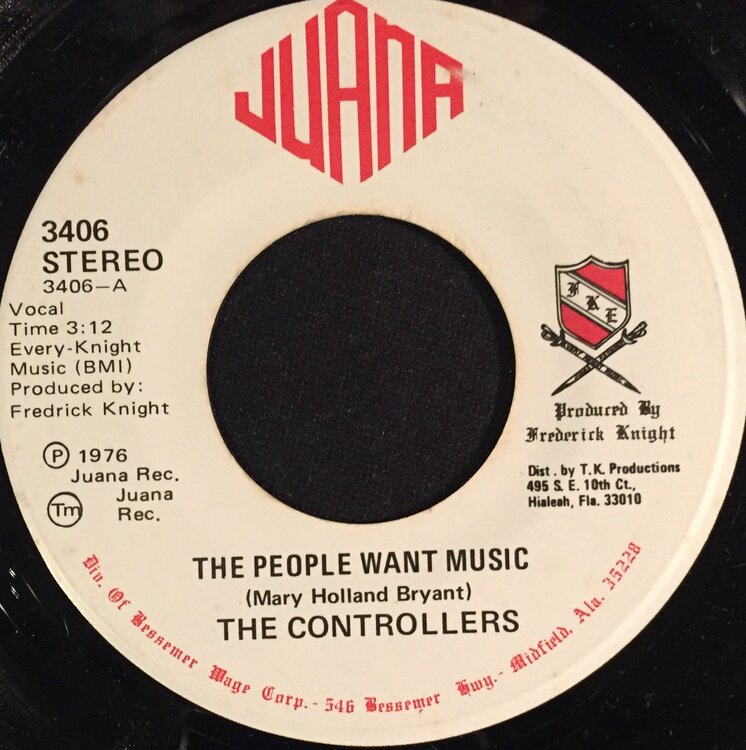 JUANA
3406
STEREO
3406-A
Vocal
Time 3:12
Every-Knight
Music (BMI)
Produced by:
Fredrick Knight
Ⓟ 1976
Juana Rec.
Tm Juana
Rec.
FKE
Produced By
Frederick Knight
Dist. by T.K. Productions
495 S. E. 10th Ct.,
Hialeah, Fla. 33010
THE PEOPLE WANT MUSIC
(Mary Holland Bryant)
THE CONTROLLERS
Div. Of Bessemer Wage Corp.- 546 Bessemer Hwy.- Midfield, Ala. 35228